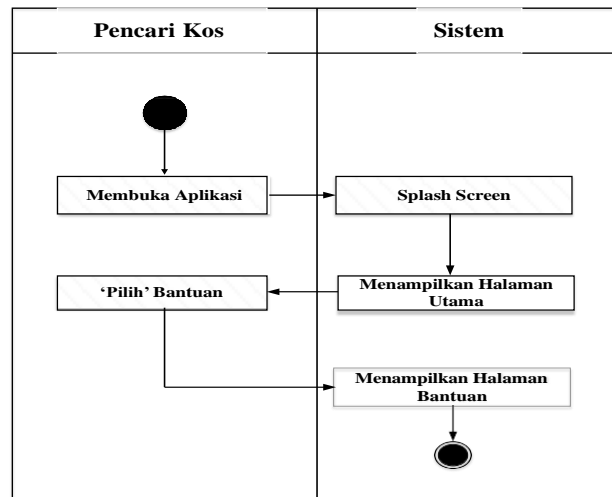 Pencari Kos
Sistem
Membuka Aplikasi
Splash Screen
‘Pilih’ Bantuan
Menampilkan Halaman
Utama
Menampilkan Halaman
Bantuan